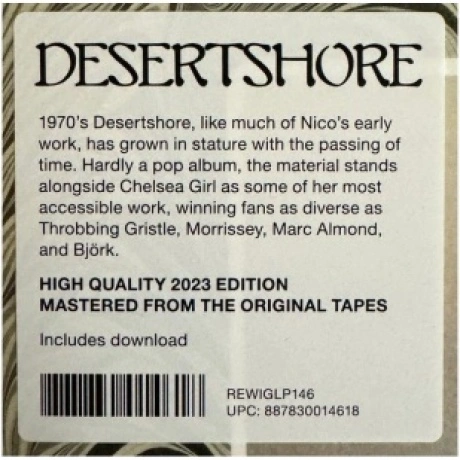 DESERTSHORE
1970's Desertshore, like much of Nico's early
work, has grown in stature with the passing of
time. Hardly a pop album, the material stands
alongside Chelsea Girl as some of her most
accessible work, winning fans as diverse as
Throbbing Gristle, Morrissey, Marc Almond,
and Björk.
HIGH QUALITY 2023 EDITION
MASTERED FROM THE ORIGINAL TAPES
Includes download
REWIGLP146
UPC: 887830014618